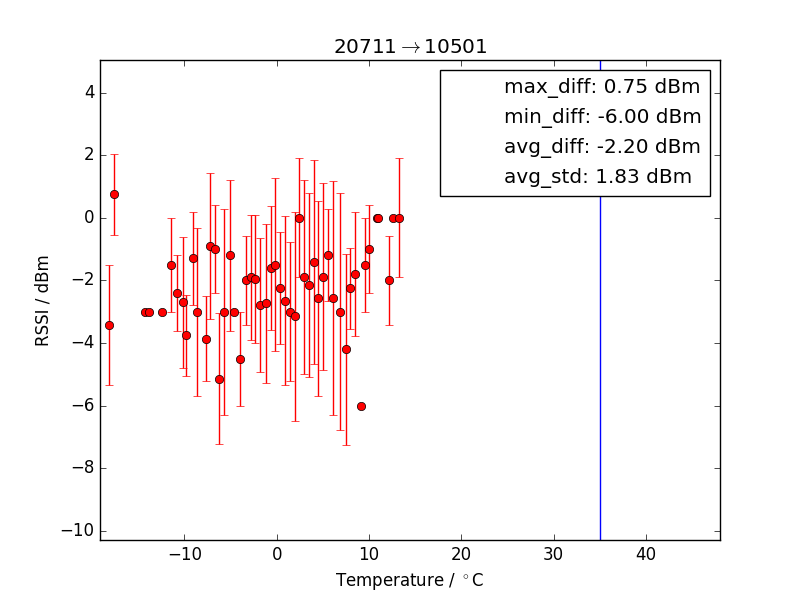 20711→10501
max_diff: 0.75 dBm
min_diff: -6.00 dBm
avg_diff: -2.20 dBm
avg_std: 1.83 dBm
4
2
0
−2
−4
−6
−8
−10
RSSI / dBm
−10 0 10 20 30 40
Temperature / °C